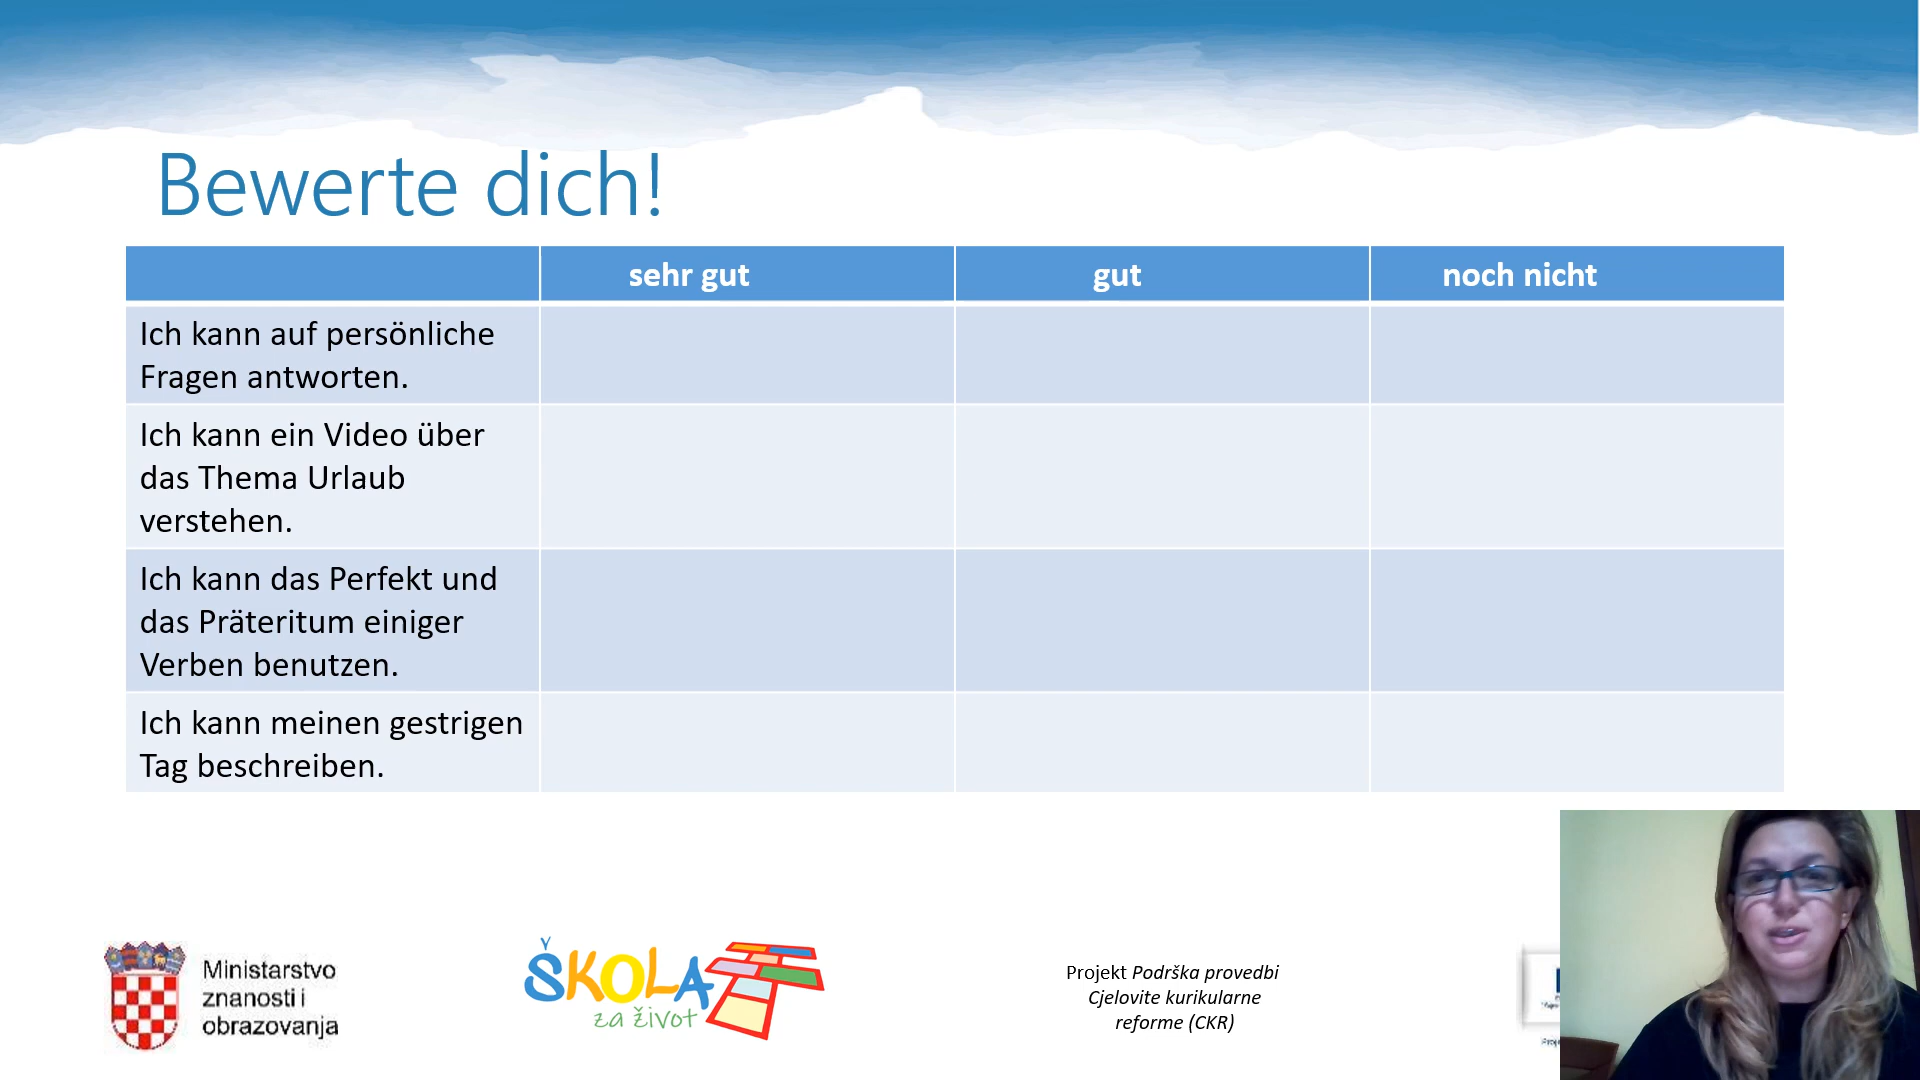 Bewerte dich!
sehr gut
gut
noch nicht
Ich kann auf persönliche
Fragen antworten.
Ich kann ein Video über
das Thema Urlaub
verstehen.
Ich kann das Perfekt und
das Präteritum einiger
Verben benutzen.
Ich kann meinen gestrigen
Tag beschreiben.
Ministarstvo
znanosti i
obrazovanja
ŠKOLA
za život
Projekt Podrška provedbi
Cjelovite kurikularne
reforme (CKR)